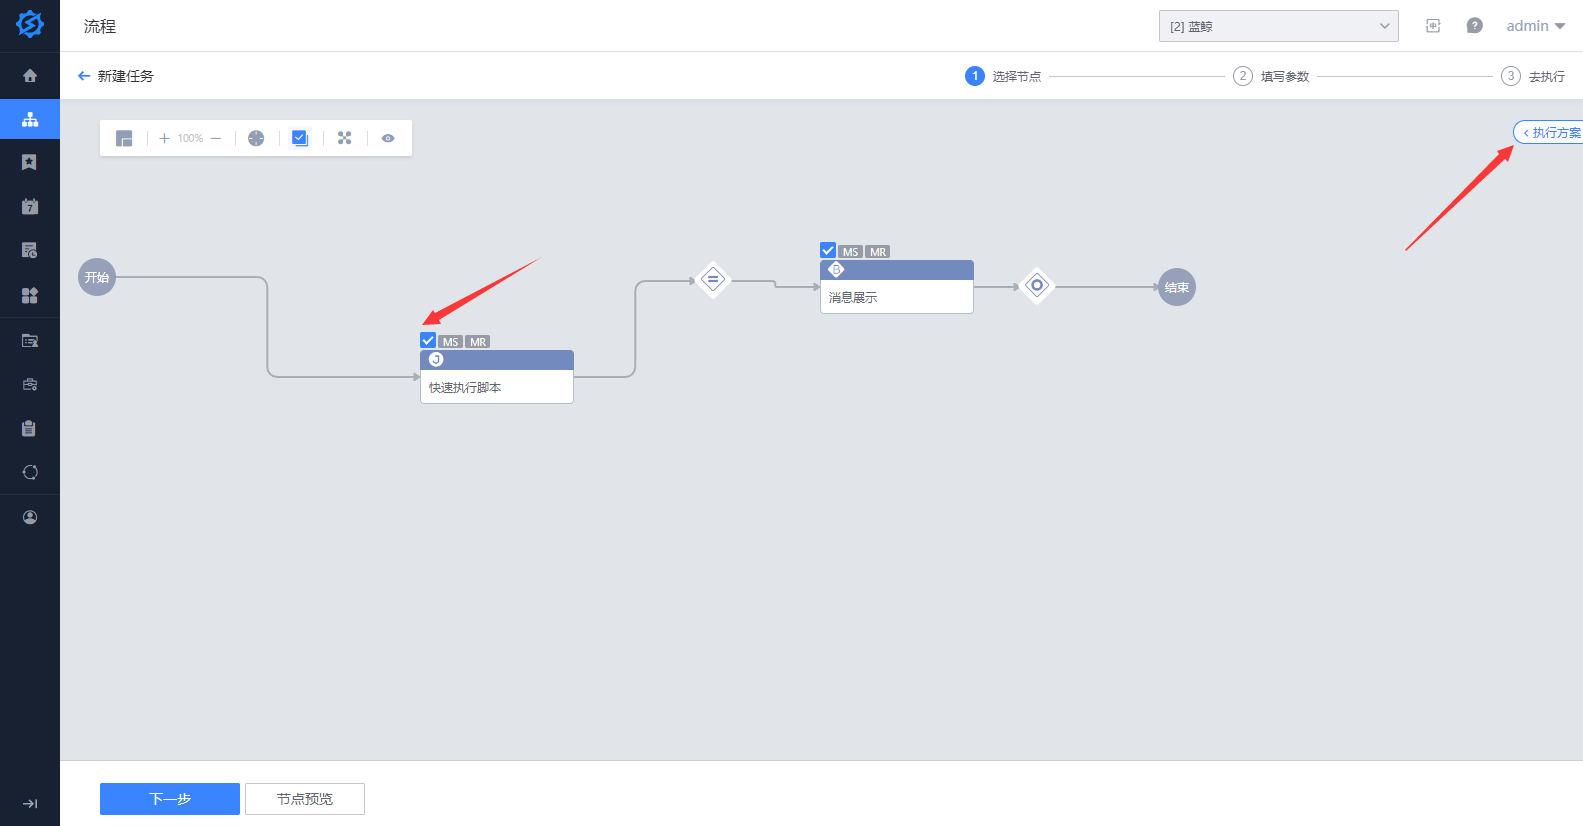 流程
[2] 蓝鲸
admin
新建任务
1 选择节点
2 填写参数
3 去执行
100%
执行方案
7
MS MR
B
消息展示
开始
结束
MS MR
J
快速执行脚本
下一步
节点预览